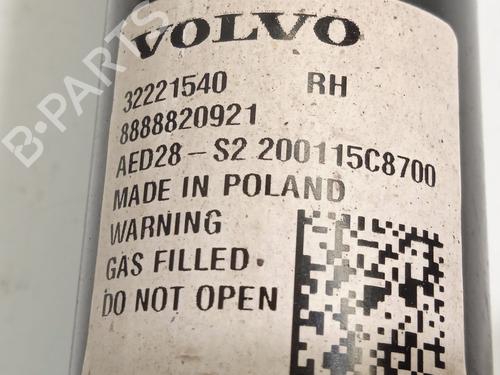 VOLVO
32221540 RH
8888820921
AED28-S2 200115C8700
MADE IN POLAND
WARNING
GAS FILLED.
DO NOT OPEN
B-PARTS